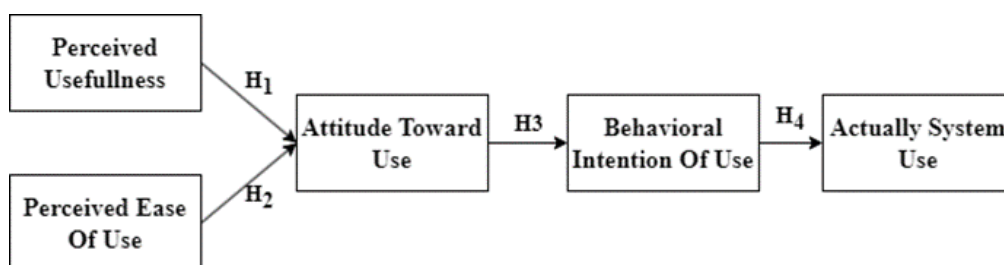 Perceived
Usefullness
H1
Attitude Toward
Use
H3
Behavioral
Intention Of Use
H4
Actually System
Use
H2
Perceived Ease
Of Use